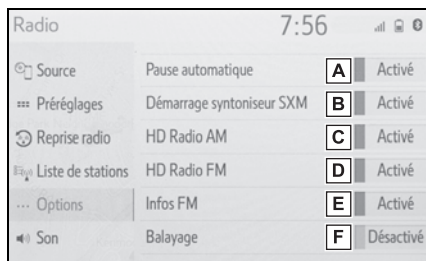 Radio 7:56
Source Pause automatique A Activé
Préréglages Démarrage syntoniseur SXM B Activé
Reprise radio HD Radio AM C Activé
Liste de stations HD Radio FM D Activé
Options Infos FM E Activé
Son Balayage F Désactivé